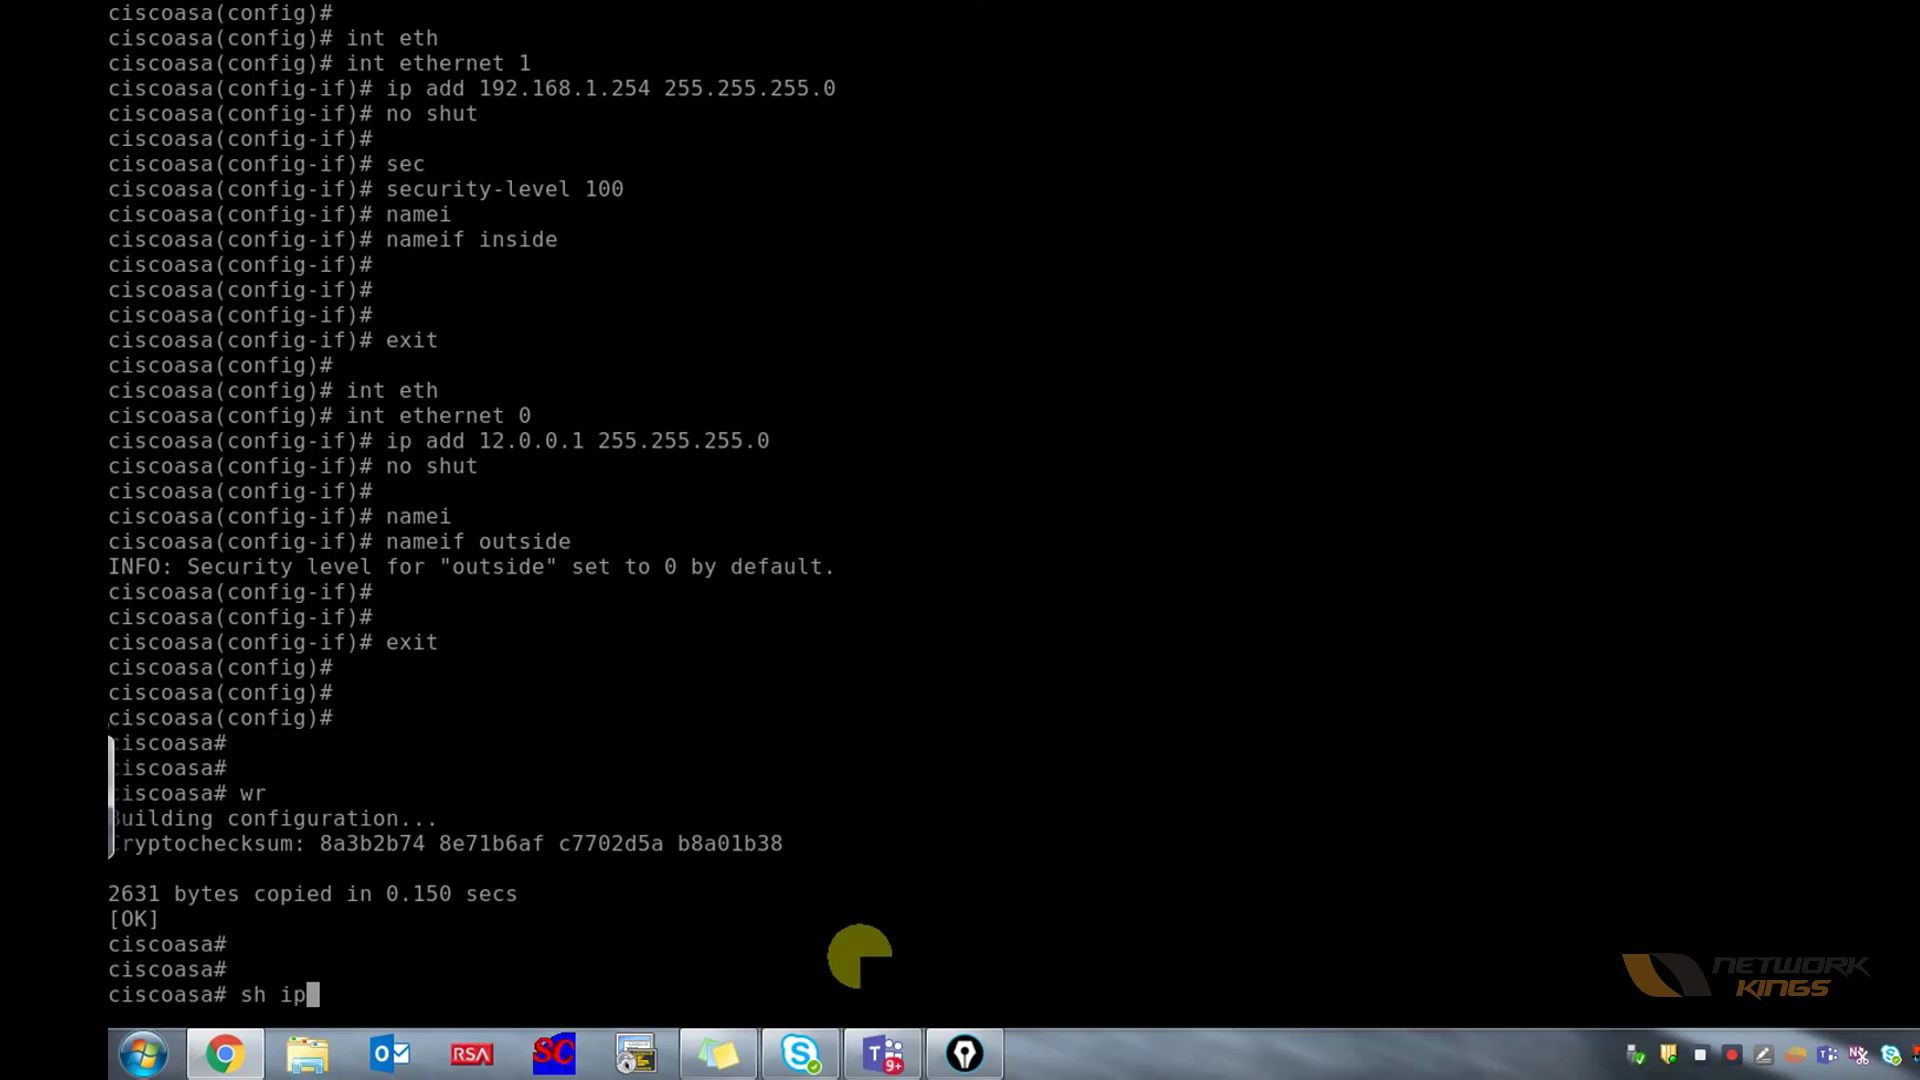 ciscoasa(config)#
ciscoasa(config)# int eth
ciscoasa(config)# int ethernet 1
ciscoasa(config-if)# ip add 192.168.1.254 255.255.255.0
ciscoasa(config-if)# no shut
ciscoasa(config-if)#
ciscoasa(config-if)# sec
ciscoasa(config-if)# security-level 100
ciscoasa(config-if)# namei
ciscoasa(config-if)# nameif inside
ciscoasa(config-if)#
ciscoasa(config-if)#
ciscoasa(config-if)#
ciscoasa(config-if)# exit
ciscoasa(config)#
ciscoasa(config)# int eth
ciscoasa(config)# int ethernet 0
ciscoasa(config-if)# ip add 12.0.0.1 255.255.255.0
ciscoasa(config-if)# no shut
ciscoasa(config-if)#
ciscoasa(config-if)# namei
ciscoasa(config-if)# nameif outside
INFO: Security level for "outside" set to 0 by default.
ciscoasa(config-if)#
ciscoasa(config-if)#
ciscoasa(config-if)# exit
ciscoasa(config)#
ciscoasa(config)#
ciscoasa(config)#
ciscoasa#
ciscoasa#
ciscoasa# wr
Building configuration...
Cryptochecksum: 8a3b2b74 8e71b6af c7702d5a b8a01b38
2631 bytes copied in 0.150 secs
[OK]
ciscoasa#
ciscoasa#
ciscoasa# sh ip
NETWORK
KINGS
RSA
SC
9+